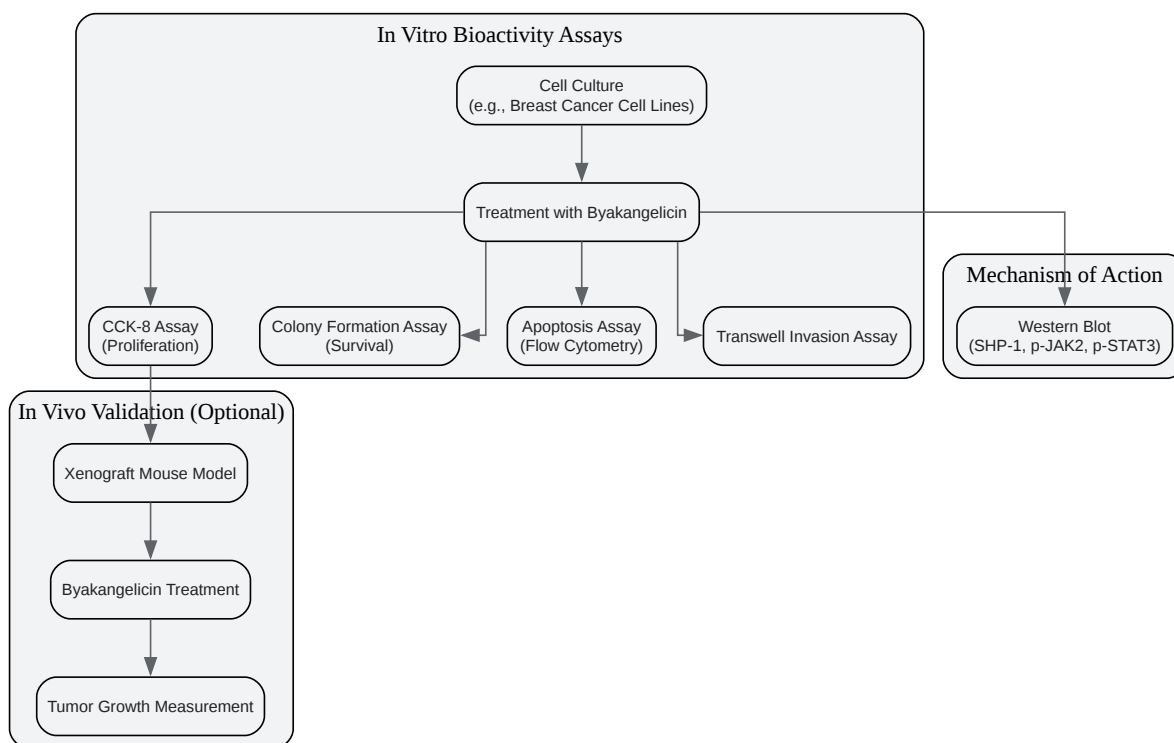 In Vitro Bioactivity Assays
Cell Culture
(e.g., Breast Cancer Cell Lines)
Treatment with Byakangelicin
Mechanism of Action
CCK-8 Assay
(Proliferation)
Colony Formation Assay
(Survival)
Apoptosis Assay
(Flow Cytometry)
Transwell Invasion Assay
Western Blot
(SHP-1, p-JAK2, p-STAT3)
In Vivo Validation (Optional)
Xenograft Mouse Model
Byakangelicin Treatment
Tumor Growth Measurement